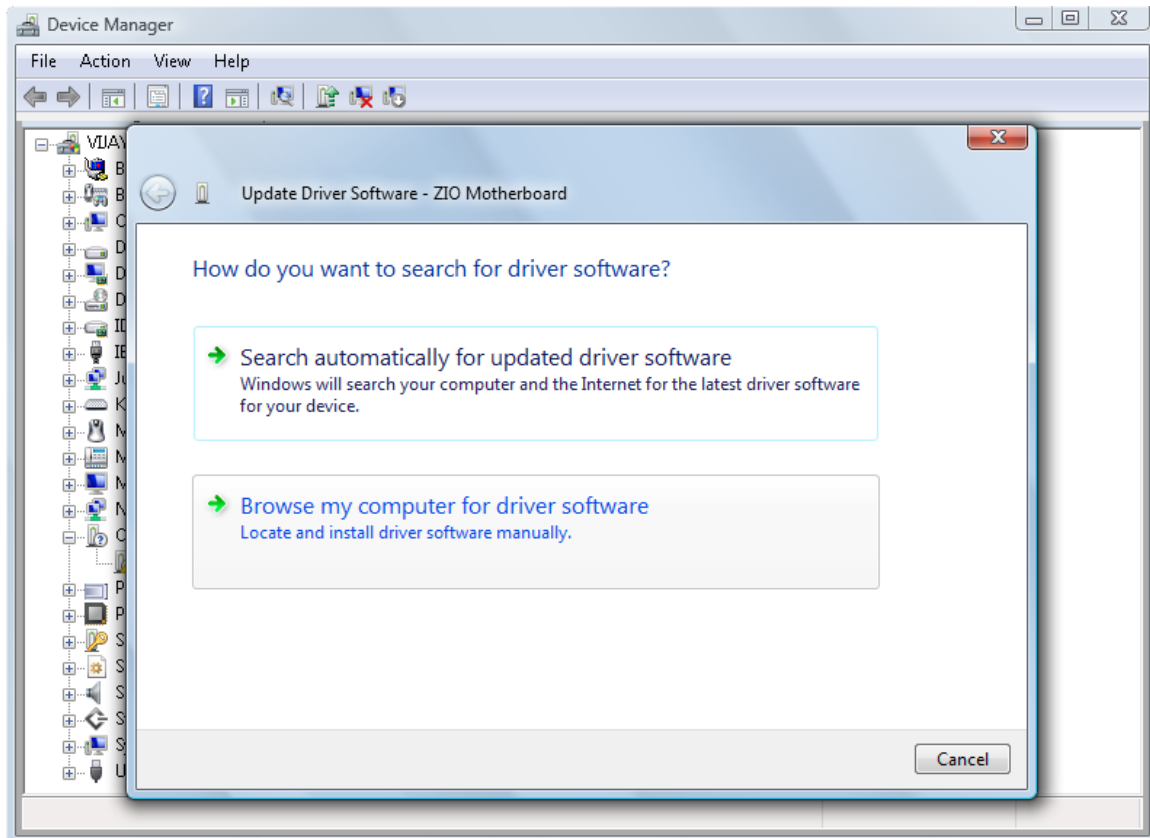 Device Manager
File Action View Help
Update Driver Software - ZIO Motherboard
How do you want to search for driver software?
Search automatically for updated driver software
Windows will search your computer and the Internet for the latest driver software
for your device.
Browse my computer for driver software
Locate and install driver software manually.
Cancel